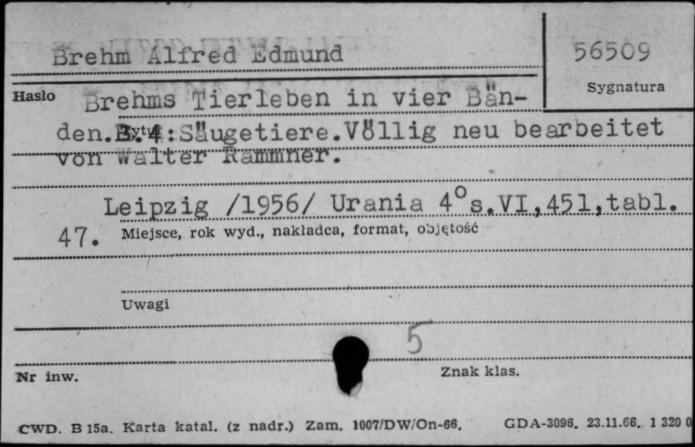 Brehm Alfred Edmund
56509
Sygnatura
Hasło
Brehms Tierleben in vier Bän-
den. 4:Säugetiere.Völlig neu bearbeitet
von Walter Rammner.
Leipzig /1956/ Urania 4°s.VI,451,tabl.
47.
Miejsce, rok wyd., nakładca, format, objętość
Uwagi
5
Nr inw.
Znak klas.
CWD. B 15a. Karta katal. (z nadr.) Zam. 1007/DW/On-66. GDA-3096. 23.11.66. 1 320 0